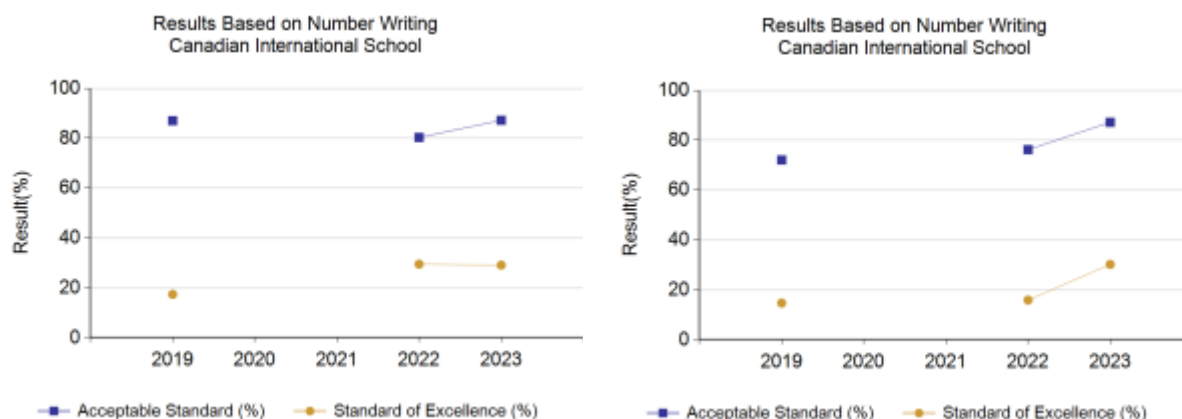 Results Based on Number Writing
Canadian International School
100
80
60
40
20
0
Result(%)
2019 2020 2021 2022 2023
Acceptable Standard (%) Standard of Excellence (%)
Results Based on Number Writing
Canadian International School
100
80
60
40
20
0
Result(%)
2019 2020 2021 2022 2023
Acceptable Standard (%) Standard of Excellence (%)